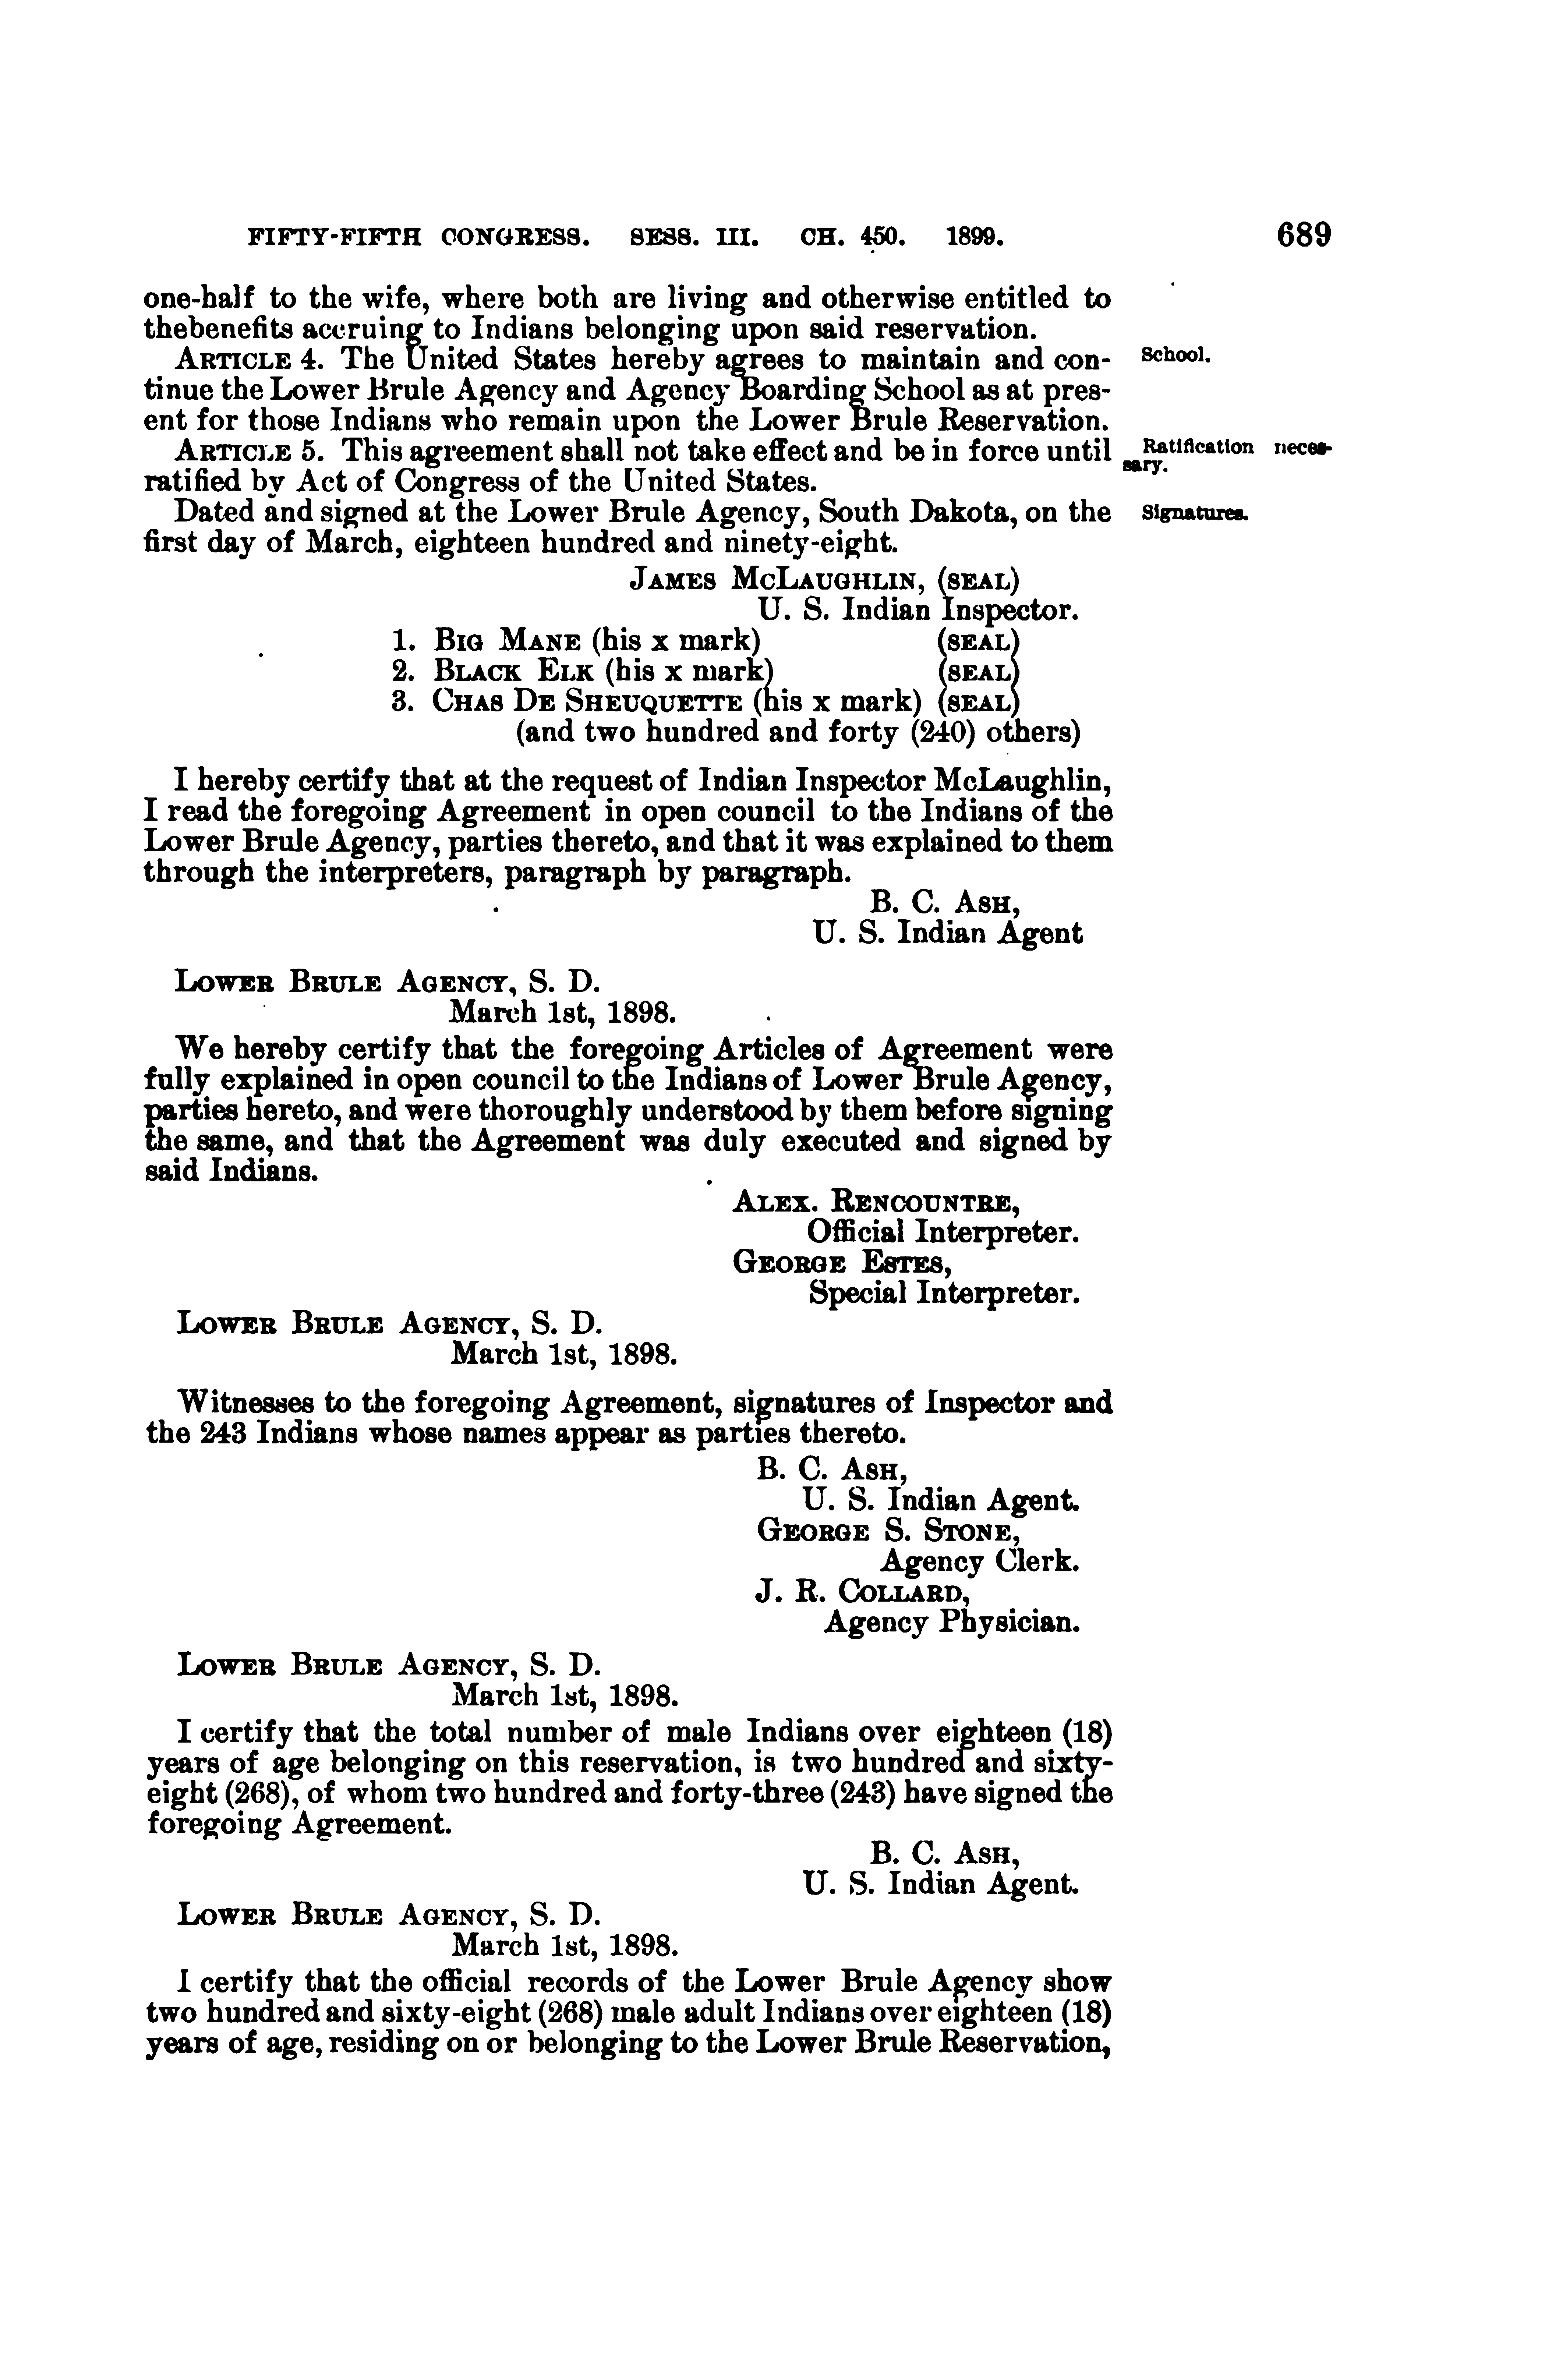 FIFTY-FIFTH CONGRESS. SESS. III. CH. 450. 1899. 689
one-half to the wife, where both are living and otherwise entitled to
thebenefits accruing to Indians belonging upon said reservation.
ARTICLE 4. The United States hereby agrees to maintain and con-
School.
tinue the Lower Brule Agency and Agency Boarding School as at pres-
ent for those Indians who remain upon the Lower Brule Reservation.
ARTICLE 5. This agreement shall not take effect and be in force until
Ratification neces-
sary.
ratified by Act of Congress of the United States.
Dated and signed at the Lower Brule Agency, South Dakota, on the
Signatures.
first day of March, eighteen hundred and ninety-eight.
JAMES MCLAUGHLIN, (SEAL)
U. S. Indian Inspector.
1. BIG MANE (his x mark) (SEAL)
2. BLACK ELK (his x mark) (SEAL)
3. CHAS DE SHEUQUETTE (his x mark) (SEAL)
(and two hundred and forty (240) others)
I hereby certify that at the request of Indian Inspector McLaughlin,
I read the foregoing Agreement in open council to the Indians of the
Lower Brule Agency, parties thereto, and that it was explained to them
through the interpreters, paragraph by paragraph.
B. C. ASH,
U. S. Indian Agent
LOWER BRULE AGENCY, S. D.
March 1st, 1898.
We hereby certify that the foregoing Articles of Agreement were
fully explained in open council to the Indians of Lower Brule Agency,
parties hereto, and were thoroughly understood by them before signing
the same, and that the Agreement was duly executed and signed by
said Indians.
ALEX. RENCOUNTRE,
Official Interpreter.
GEORGE ESTES,
Special Interpreter.
LOWER BRULE AGENCY, S. D.
March 1st, 1898.
Witnesses to the foregoing Agreement, signatures of Inspector and
the 243 Indians whose names appear as parties thereto.
B. C. ASH,
U. S. Indian Agent.
GEORGE S. STONE,
Agency Clerk.
J. R. COLLARD,
Agency Physician.
LOWER BRULE AGENCY, S. D.
March 1st, 1898.
I certify that the total number of male Indians over eighteen (18)
years of age belonging on this reservation, is two hundred and sixty-
eight (268), of whom two hundred and forty-three (243) have signed the
foregoing Agreement.
B. C. ASH,
U. S. Indian Agent.
LOWER BRULE AGENCY, S. D.
March 1st, 1898.
I certify that the official records of the Lower Brule Agency show
two hundred and sixty-eight (268) male adult Indians over eighteen (18)
years of age, residing on or belonging to the Lower Brule Reservation,